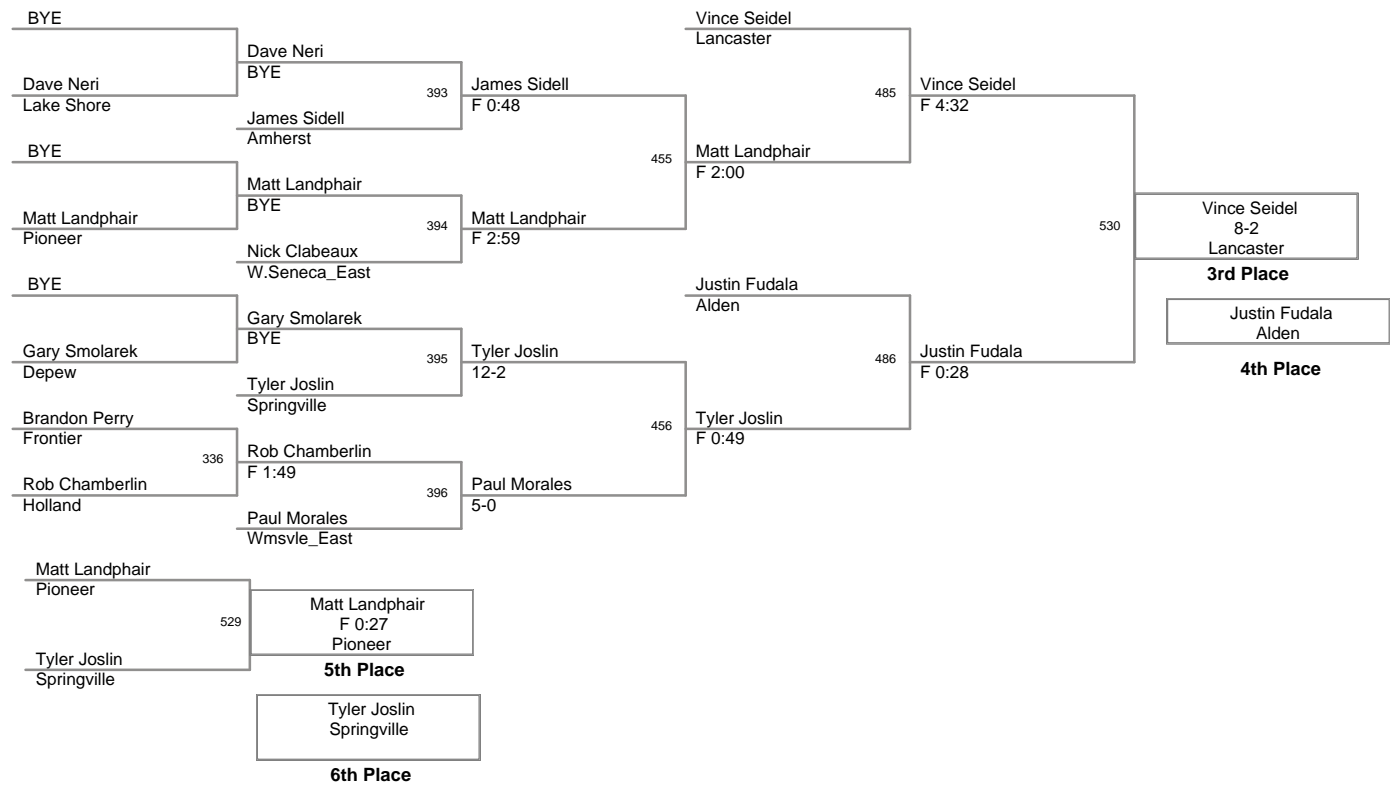 BYE
Dave Neri
Lake Shore
BYE
Matt Landphair
Pioneer
BYE
Gary Smolarek
Depew
Brandon Perry
Frontier
336
Rob Chamberlin
Holland
Dave Neri
BYE
393
James Sidell
Amherst
Matt Landphair
BYE
394
Nick Clabeaux
W.Seneca_East
Gary Smolarek
BYE
395
Tyler Joslin
Springville
Rob Chamberlin
F 1:49
396
Paul Morales
Wmsvle_East
James Sidell
F 0:48
455
Matt Landphair
F 2:59
Tyler Joslin
12-2
456
Paul Morales
5-0
Vince Seidel
Lancaster
485
Matt Landphair
F 2:00
Justin Fudala
Alden
486
Tyler Joslin
F 0:49
Vince Seidel
F 4:32
530
Justin Fudala
F 0:28
Vince Seidel
8-2
Lancaster
3rd Place
Justin Fudala
Alden
4th Place
Matt Landphair
Pioneer
529
Tyler Joslin
Springville
Matt Landphair
F 0:27
Pioneer
5th Place
Tyler Joslin
Springville
6th Place